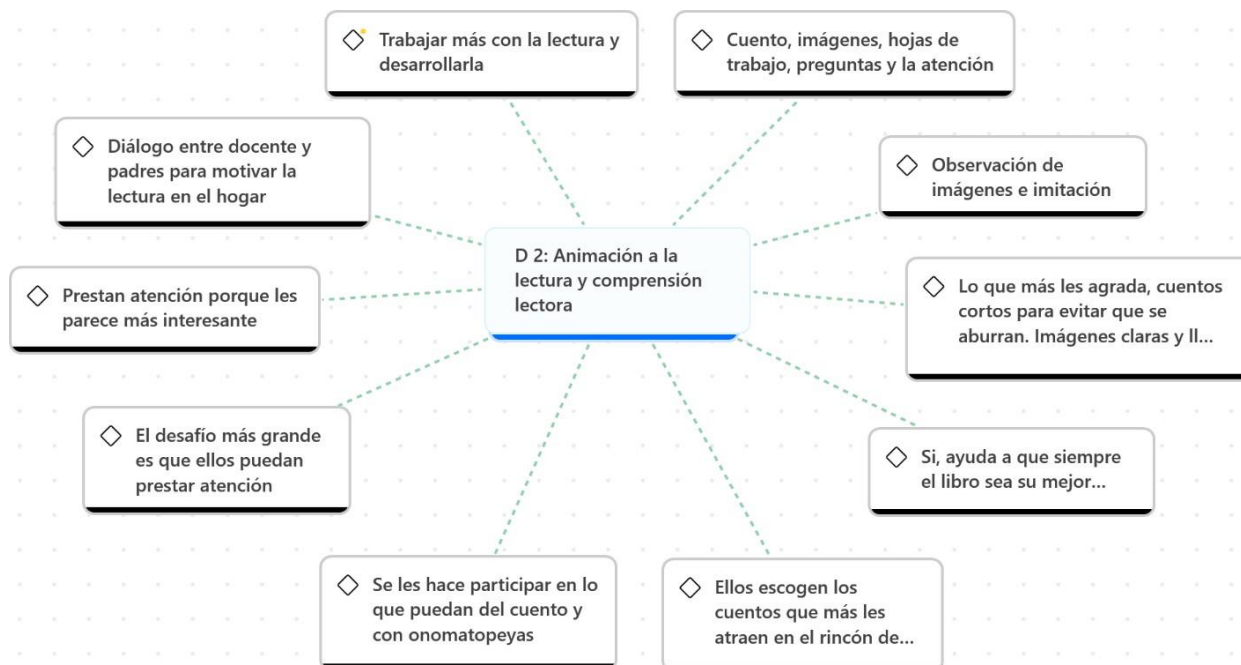 Trabajar más con la lectura y
desarrollarla
Cuento, imágenes, hojas de
trabajo, preguntas y la atención
Diálogo entre docente y
padres para motivar la
lectura en el hogar
Observación de
imágenes e imitación
D 2: Animación a la
lectura y comprensión
lectora
Prestan atención porque les
parece más interesante
Lo que más les agrada, cuentos
cortos para evitar que se
aburran. Imágenes claras y ll...
El desafío más grande
es que ellos puedan
prestar atención
Si, ayuda a que siempre
el libro sea su mejor...
Se les hace participar en lo
que puedan del cuento y
con onomatopeyas
Ellos escogen los
cuentos que más les
atraen en el rincón de...